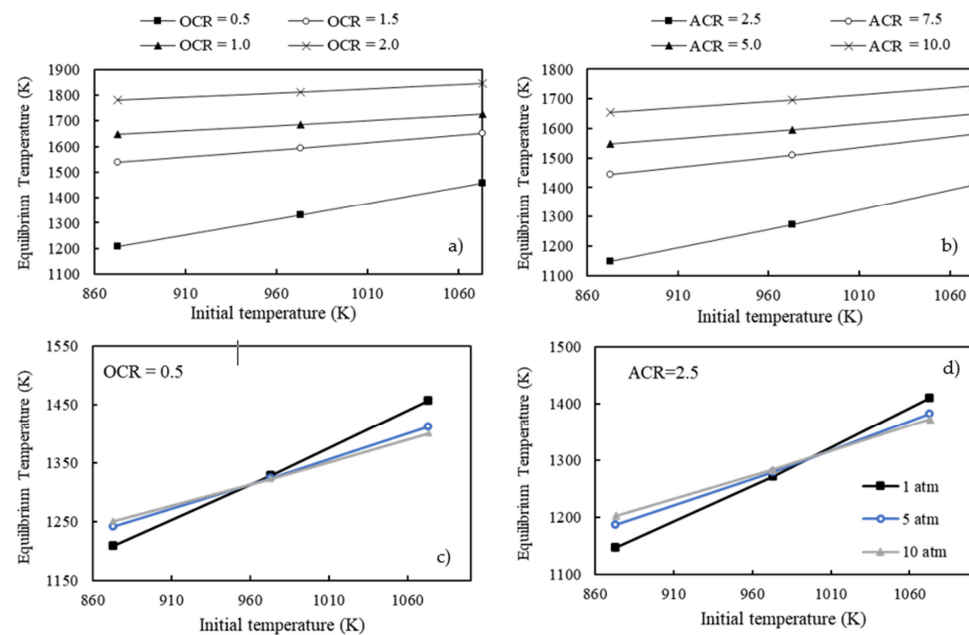 OCR = 0.5 OCR = 1.5
OCR = 1.0 OCR = 2.0
Equilibrium Temperature (K)
1900
1800
1700
1600
1500
1400
1300
1200
1100
a)
860 910 960 1010 1060
Initial temperature (K)
ACR = 2.5 ACR = 7.5
ACR = 5.0 ACR = 10.0
Equilibrium Temperature (K)
1800
1700
1600
1500
1400
1300
1200
1100
b)
860 910 960 1010 1060
Initial temperature (K)
Equilibrium Temperature (K)
1550
1450
1350
1250
1150
OCR = 0.5
c)
860 910 960 1010 1060
Initial temperature (K)
Equilibrium Temperature (K)
1500
1400
1300
1200
1100
ACR=2.5
d)
1 atm
5 atm
10 atm
860 910 960 1010 1060
Initial temperature (K)